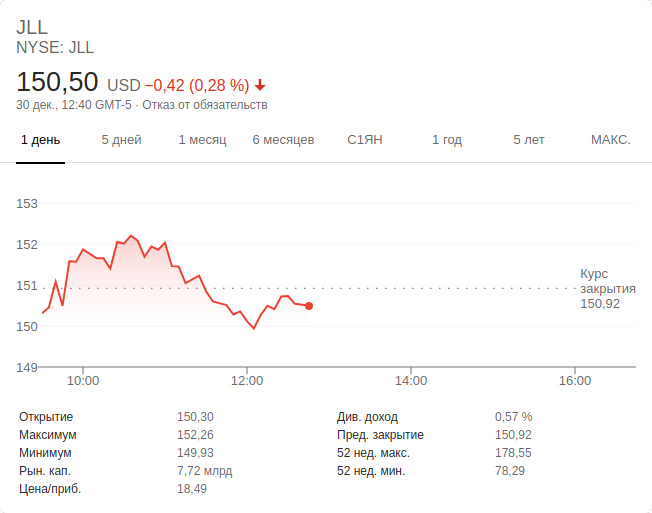 JLL
NYSE: JLL
150,50 USD −0,42 (0,28 %)
30 дек., 12:40 GMT-5 · Отказ от обязательств
1 день 5 дней 1 месяц 6 месяцев С1ЯН 1 год 5 лет МАКС.
153
152
151
150
149
Курс
закрытия
150,92
10:00 12:00 14:00 16:00
Открытие 150,30 Див. доход 0,57 %
Максимум 152,26 Пред. закрытие 150,92
Минимум 149,93 52 нед. макс. 178,55
Рын. кап. 7,72 млрд 52 нед. мин. 78,29
Цена/приб. 18,49